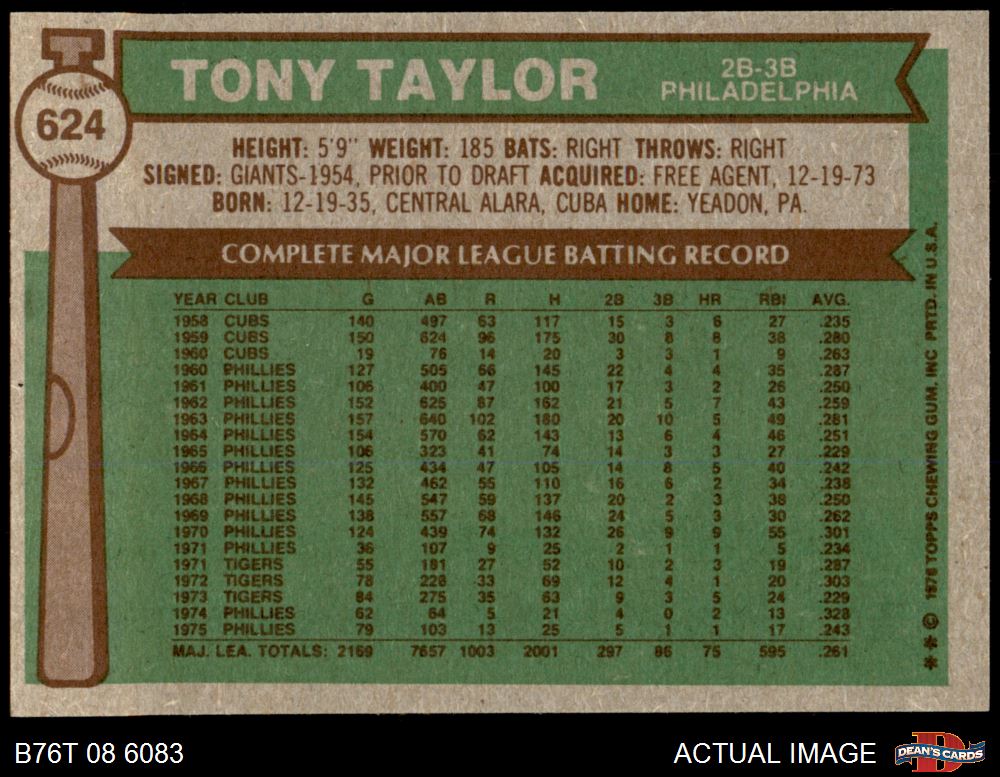 624
TONY TAYLOR
2B-3B
PHILADELPHIA
HEIGHT: 5'9" WEIGHT: 185 BATS: RIGHT THROWS: RIGHT
SIGNED: GIANTS-1954, PRIOR TO DRAFT ACQUIRED: FREE AGENT, 12-19-73
BORN: 12-19-35, CENTRAL ALARA, CUBA HOME: YEADON, PA.
COMPLETE MAJOR LEAGUE BATTING RECORD
YEAR CLUB G AB R H 2B 3B HR RBI AVG.
1958 CUBS 140 497 63 117 15 3 6 27 .235
1959 CUBS 150 624 96 175 30 8 8 38 .280
1960 CUBS 19 76 14 20 3 3 1 9 .263
1960 PHILLIES 127 505 66 145 22 4 4 35 .287
1961 PHILLIES 106 400 47 100 17 3 2 26 .250
1962 PHILLIES 152 625 87 162 21 5 7 43 .259
1963 PHILLIES 157 640 102 180 20 10 5 49 .281
1964 PHILLIES 154 570 62 143 13 6 4 46 .251
1965 PHILLIES 106 323 41 74 14 3 3 27 .229
1966 PHILLIES 125 434 47 105 14 8 5 40 .242
1967 PHILLIES 132 462 55 110 16 6 2 34 .238
1968 PHILLIES 145 547 59 137 20 2 3 38 .250
1969 PHILLIES 138 557 68 146 24 5 3 30 .262
1970 PHILLIES 124 439 74 132 26 9 9 55 .301
1971 PHILLIES 36 107 9 25 2 1 1 5 .234
1971 TIGERS 55 181 27 52 10 2 3 19 .287
1972 TIGERS 78 228 33 69 12 4 1 20 .303
1973 TIGERS 84 275 35 63 9 3 5 24 .229
1974 PHILLIES 62 64 5 21 4 0 2 13 .328
1975 PHILLIES 79 103 13 25 5 1 1 17 .243
MAJ. LEA. TOTALS: 2169 7657 1003 2001 297 86 75 595 .261
** © 1976 TOPPS CHEWING GUM, INC PRTD. IN U.S.A.
B76T 08 6083
ACTUAL IMAGE
D
DEAN'S CARDS